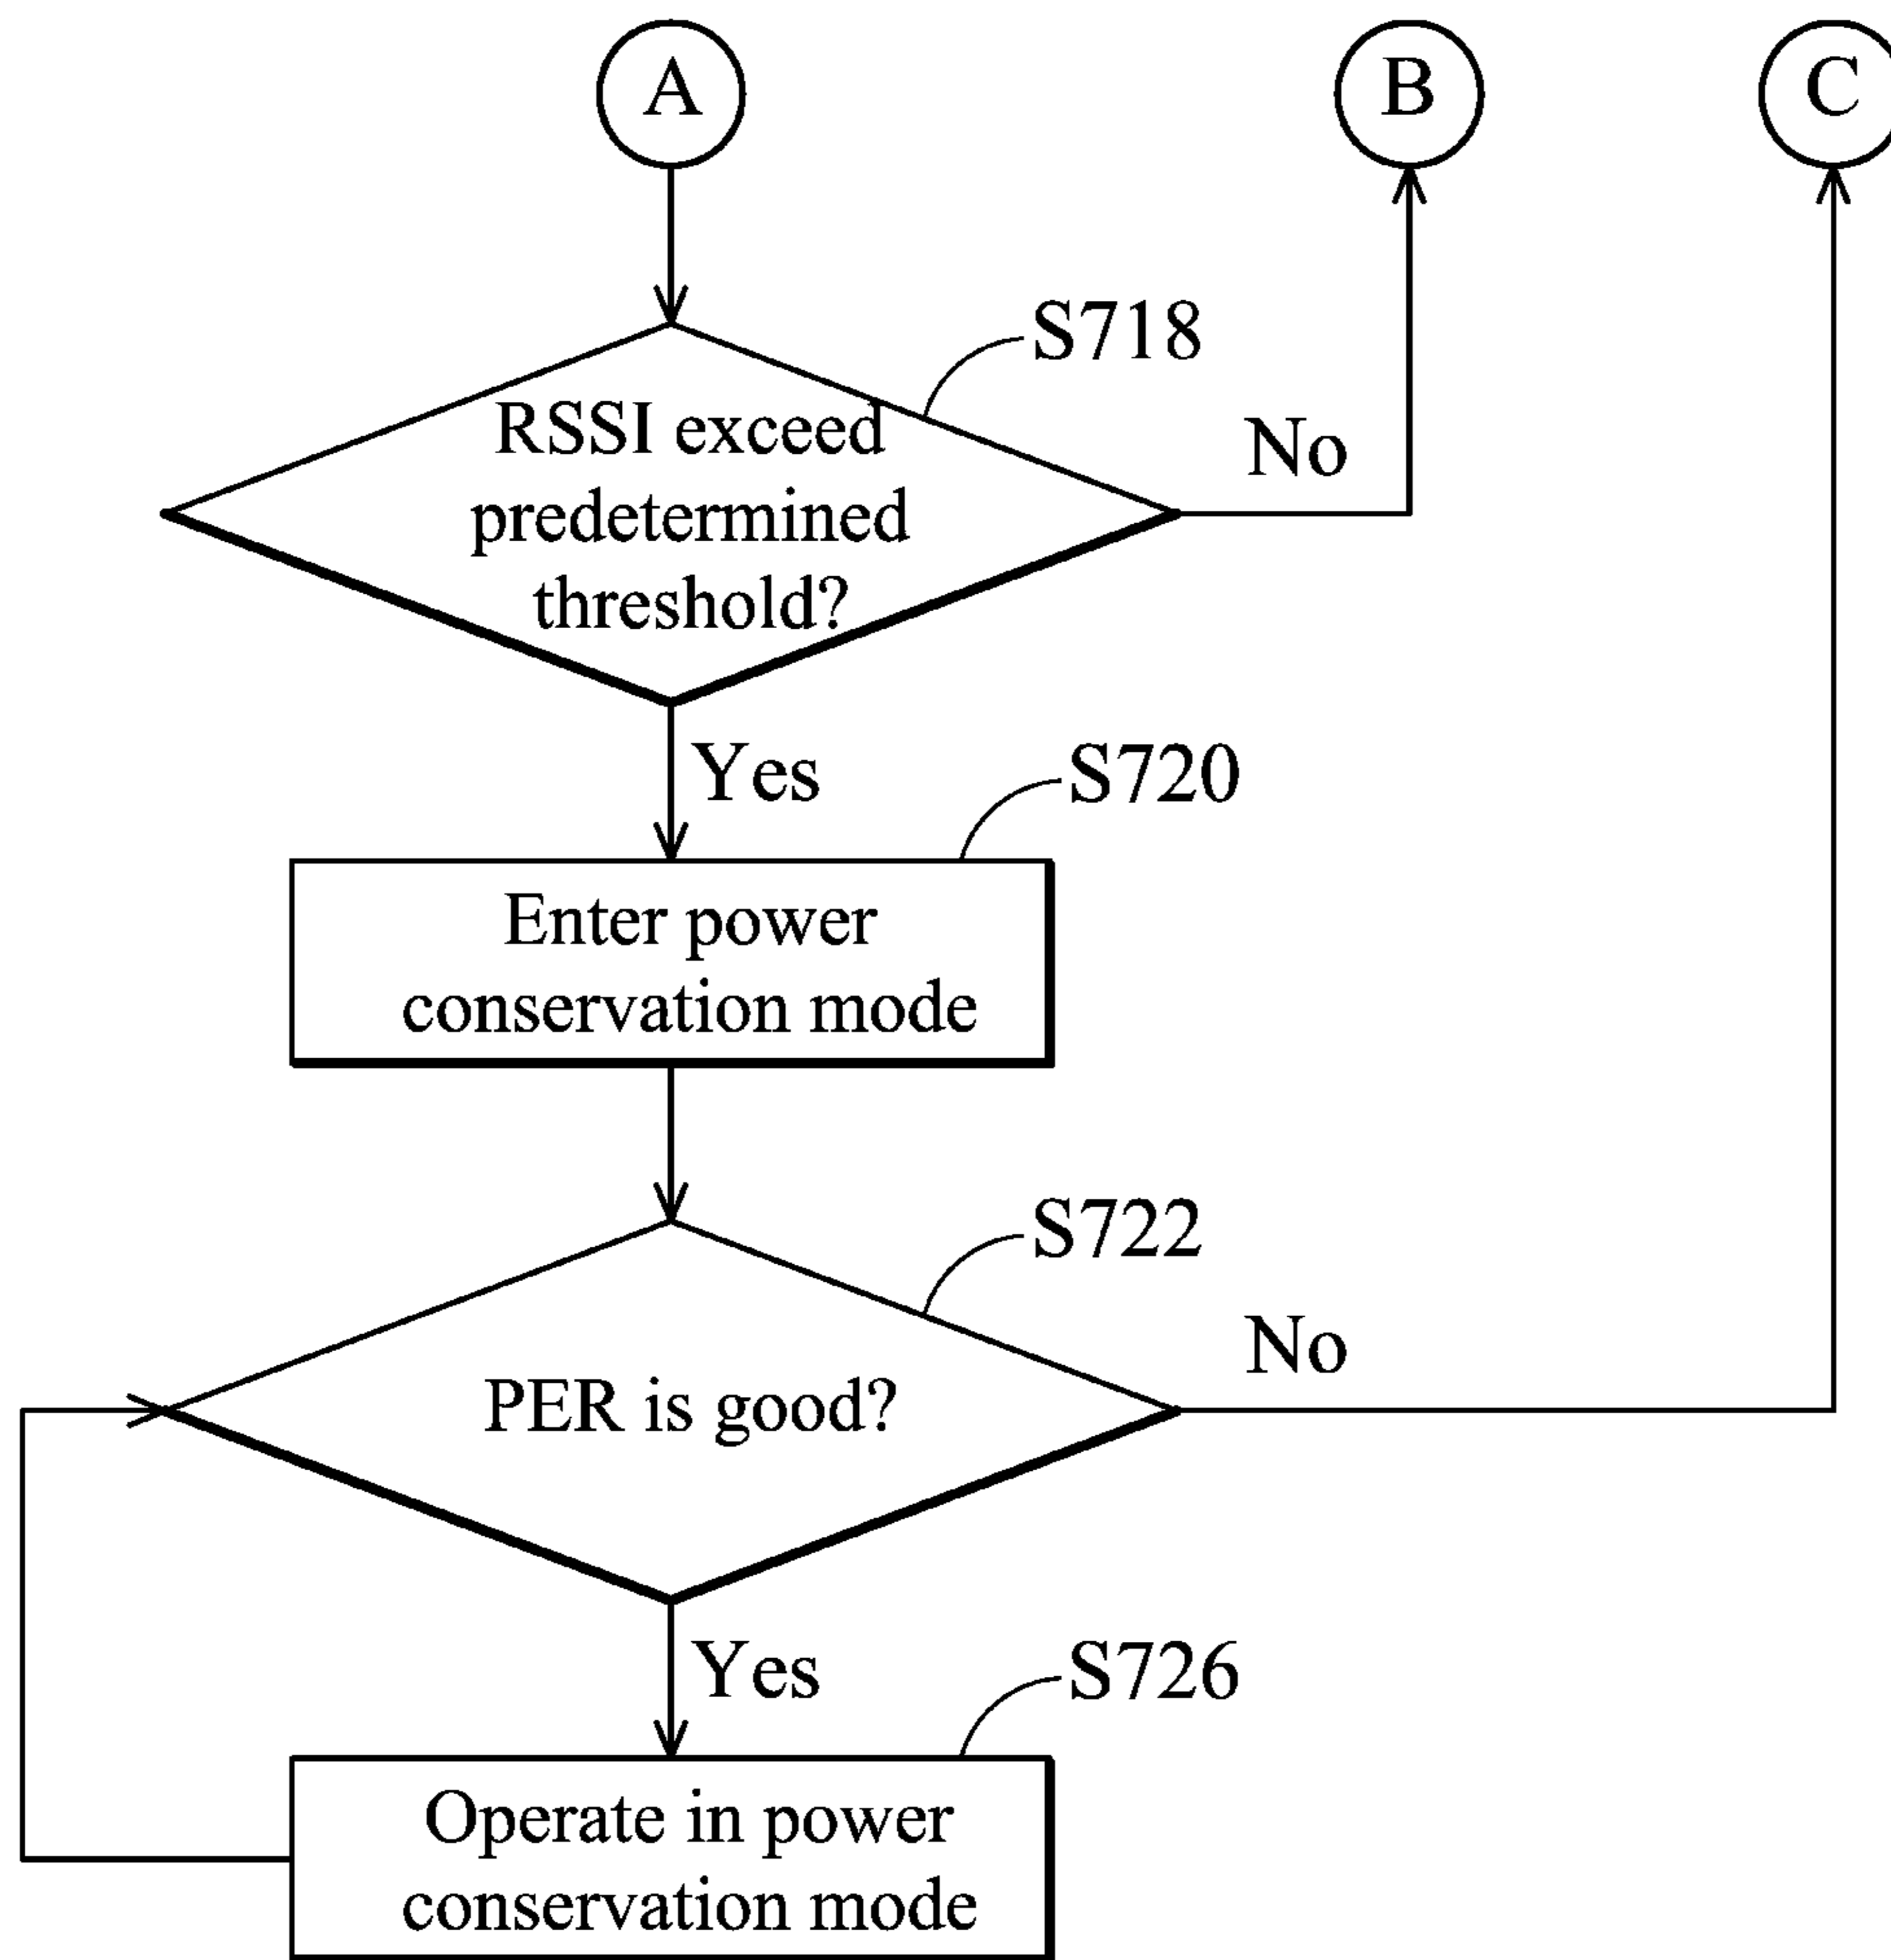 A
B
C
S718
RSSI exceed
predetermined
threshold?
No
Yes
S720
Enter power
conservation mode
S722
PER is good?
No
Yes
S726
Operate in power
conservation mode